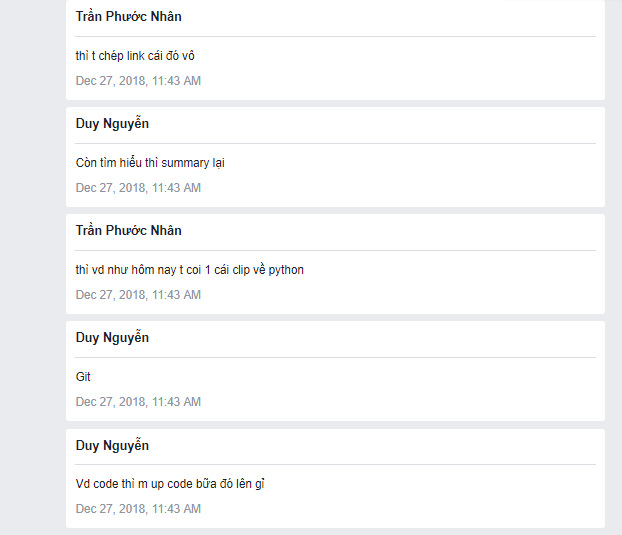 Trần Phước Nhân
thì t chép link cái đó vô
Dec 27, 2018, 11:43 AM
Duy Nguyễn
Còn tìm hiểu thì summary lại
Dec 27, 2018, 11:43 AM
Trần Phước Nhân
thì vd như hôm nay t coi 1 cái clip về python
Dec 27, 2018, 11:43 AM
Duy Nguyễn
Git
Dec 27, 2018, 11:43 AM
Duy Nguyễn
Vd code thì m up code bữa đó lên gỉ
Dec 27, 2018, 11:43 AM